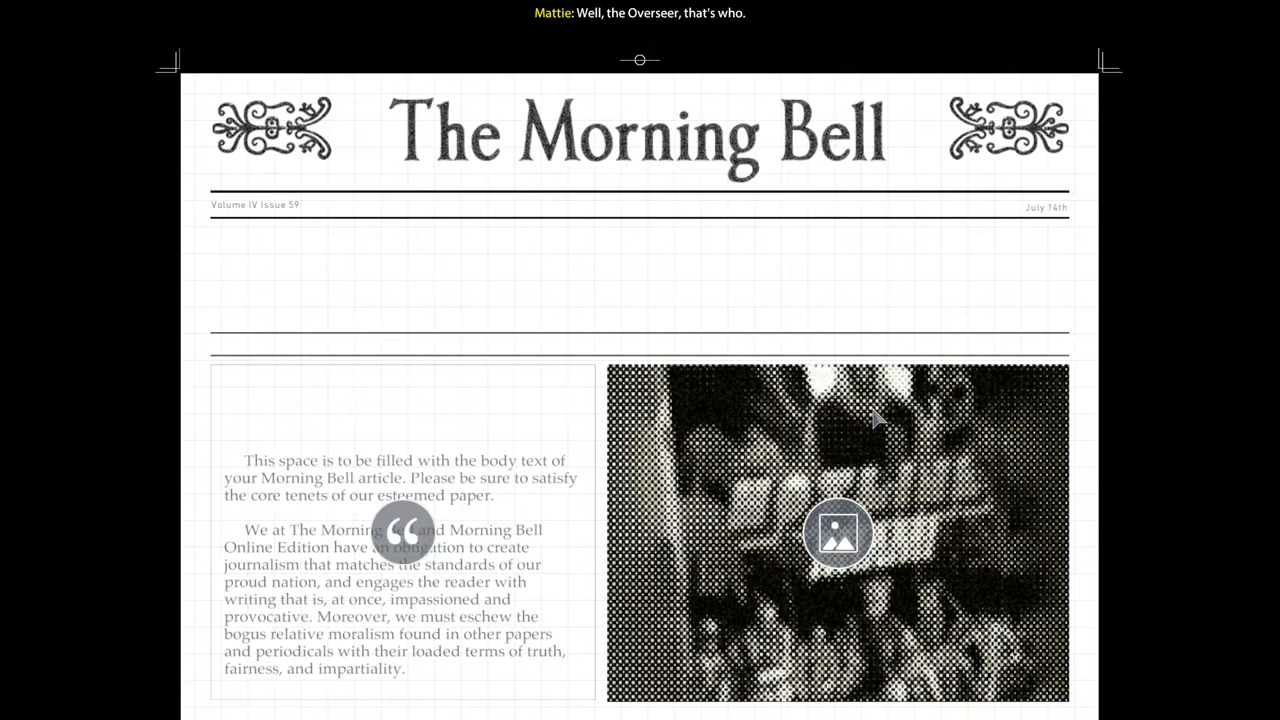 Mattie: Well, the Overseer, that's who.
The Morning Bell
Volume IV Issue 59
July 14th
This space is to be filled with the body text of
your Morning Bell article. Please be sure to satisfy
the core tenets of our esteemed paper.
We at The Morning Bell and Morning Bell
Online Edition have an obligation to create
journalism that matches the standards of our
proud nation, and engages the reader with
writing that is, at once, impassioned and
provocative. Moreover, we must eschew the
bogus relative moralism found in other papers
and periodicals with their loaded terms of truth,
fairness, and impartiality.